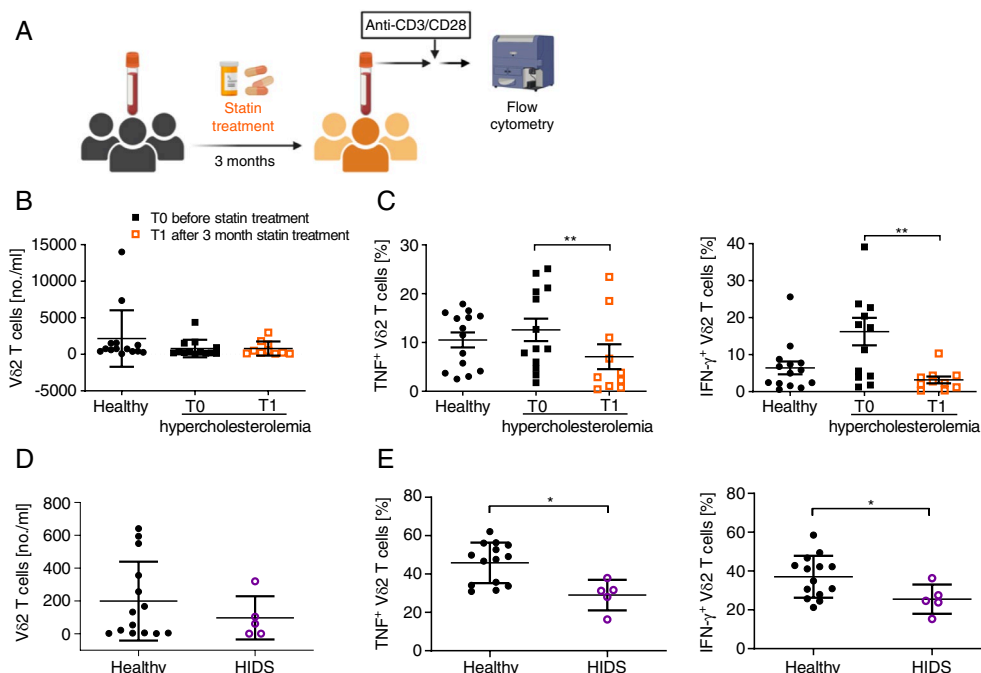 A
Anti-CD3/CD28
Statin
treatment
3 months
Flow
cytometry
B
T0 before statin treatment
T1 after 3 month statin treatment
Vδ2 T cells [no./ml]
15000
10000
5000
0
-5000
Healthy
T0
T1
hypercholesterolemia
C
TNF⁺ Vδ2 T cells [%]
30
20
10
0
**
Healthy
T0
T1
hypercholesterolemia
IFN-γ⁺ Vδ2 T cells [%]
40
30
20
10
0
**
Healthy
T0
T1
hypercholesterolemia
D
Vδ2 T cells [no./ml]
800
600
400
200
0
Healthy
HIDS
E
TNF⁺ Vδ2 T cells [%]
80
60
40
20
0
*
Healthy
HIDS
IFN-γ⁺ Vδ2 T cells [%]
80
60
40
20
0
*
Healthy
HIDS